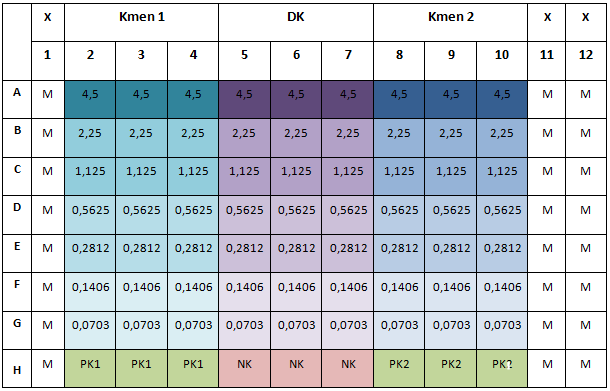 X Kmen 1 DK Kmen 2 X X
1 2 3 4 5 6 7 8 9 10 11 12
A M 4,5 4,5 4,5 4,5 4,5 4,5 4,5 4,5 4,5 M M
B M 2,25 2,25 2,25 2,25 2,25 2,25 2,25 2,25 2,25 M M
C M 1,125 1,125 1,125 1,125 1,125 1,125 1,125 1,125 1,125 M M
D M 0,5625 0,5625 0,5625 0,5625 0,5625 0,5625 0,5625 0,5625 0,5625 M M
E M 0,2812 0,2812 0,2812 0,2812 0,2812 0,2812 0,2812 0,2812 0,2812 M M
F M 0,1406 0,1406 0,1406 0,1406 0,1406 0,1406 0,1406 0,1406 0,1406 M M
G M 0,0703 0,0703 0,0703 0,0703 0,0703 0,0703 0,0703 0,0703 0,0703 M M
H M PK1 PK1 PK1 NK NK NK PK2 PK2 M M